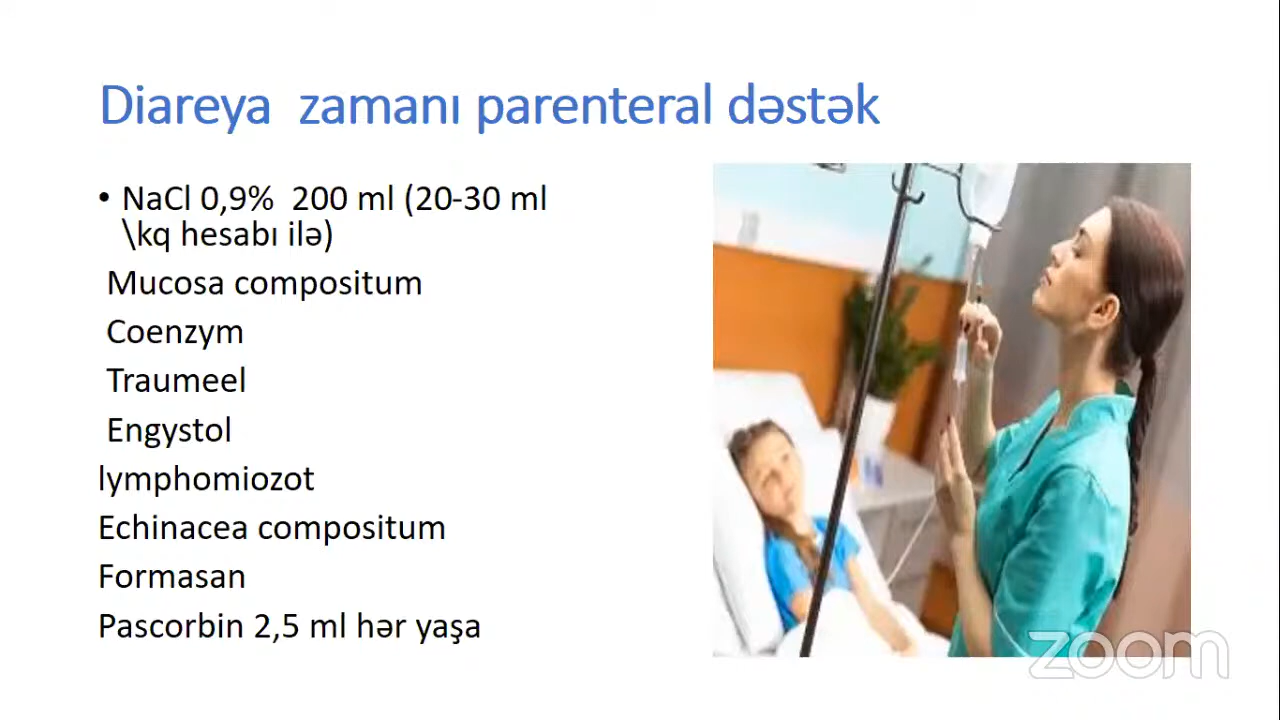 Diareya zamanı parenteral dəstək
• NaCl 0,9% 200 ml (20-30 ml
\kq hesabı ilə)
Mucosa compositum
Coenzym
Traumeel
Engystol
lymphomiozot
Echinacea compositum
Formasan
Pascorbin 2,5 ml hər yaşa
zoom